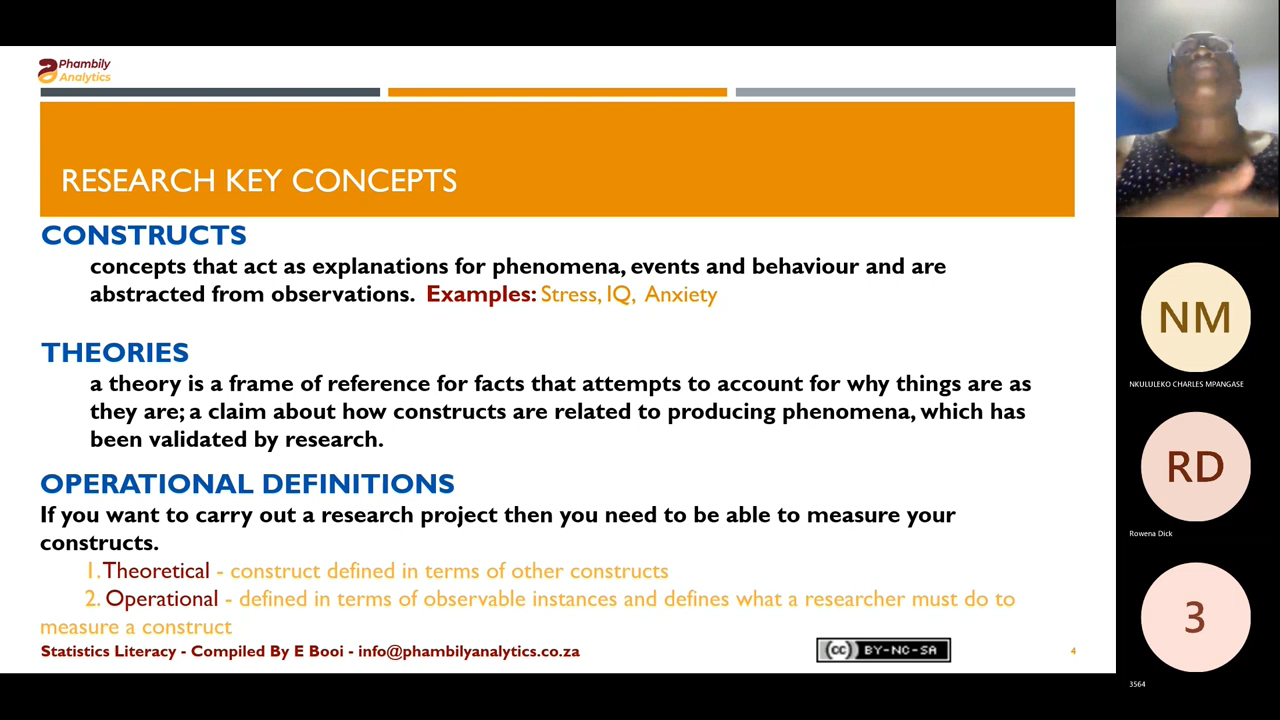 Phambily
Analytics
RESEARCH KEY CONCEPTS
CONSTRUCTS
concepts that act as explanations for phenomena, events and behaviour and are
abstracted from observations. Examples: Stress, IQ, Anxiety
THEORIES
a theory is a frame of reference for facts that attempts to account for why things are as
they are; a claim about how constructs are related to producing phenomena, which has
been validated by research.
OPERATIONAL DEFINITIONS
If you want to carry out a research project then you need to be able to measure your
constructs.
1. Theoretical - construct defined in terms of other constructs
2. Operational - defined in terms of observable instances and defines what a researcher must do to
measure a construct
Statistics Literacy - Compiled By E Booi - info@phambilyanalytics.co.za
cc BY-NC-SA
4
NM
NKULULEKO CHARLES MPANGASE
RD
Rowena Dick
3
3564